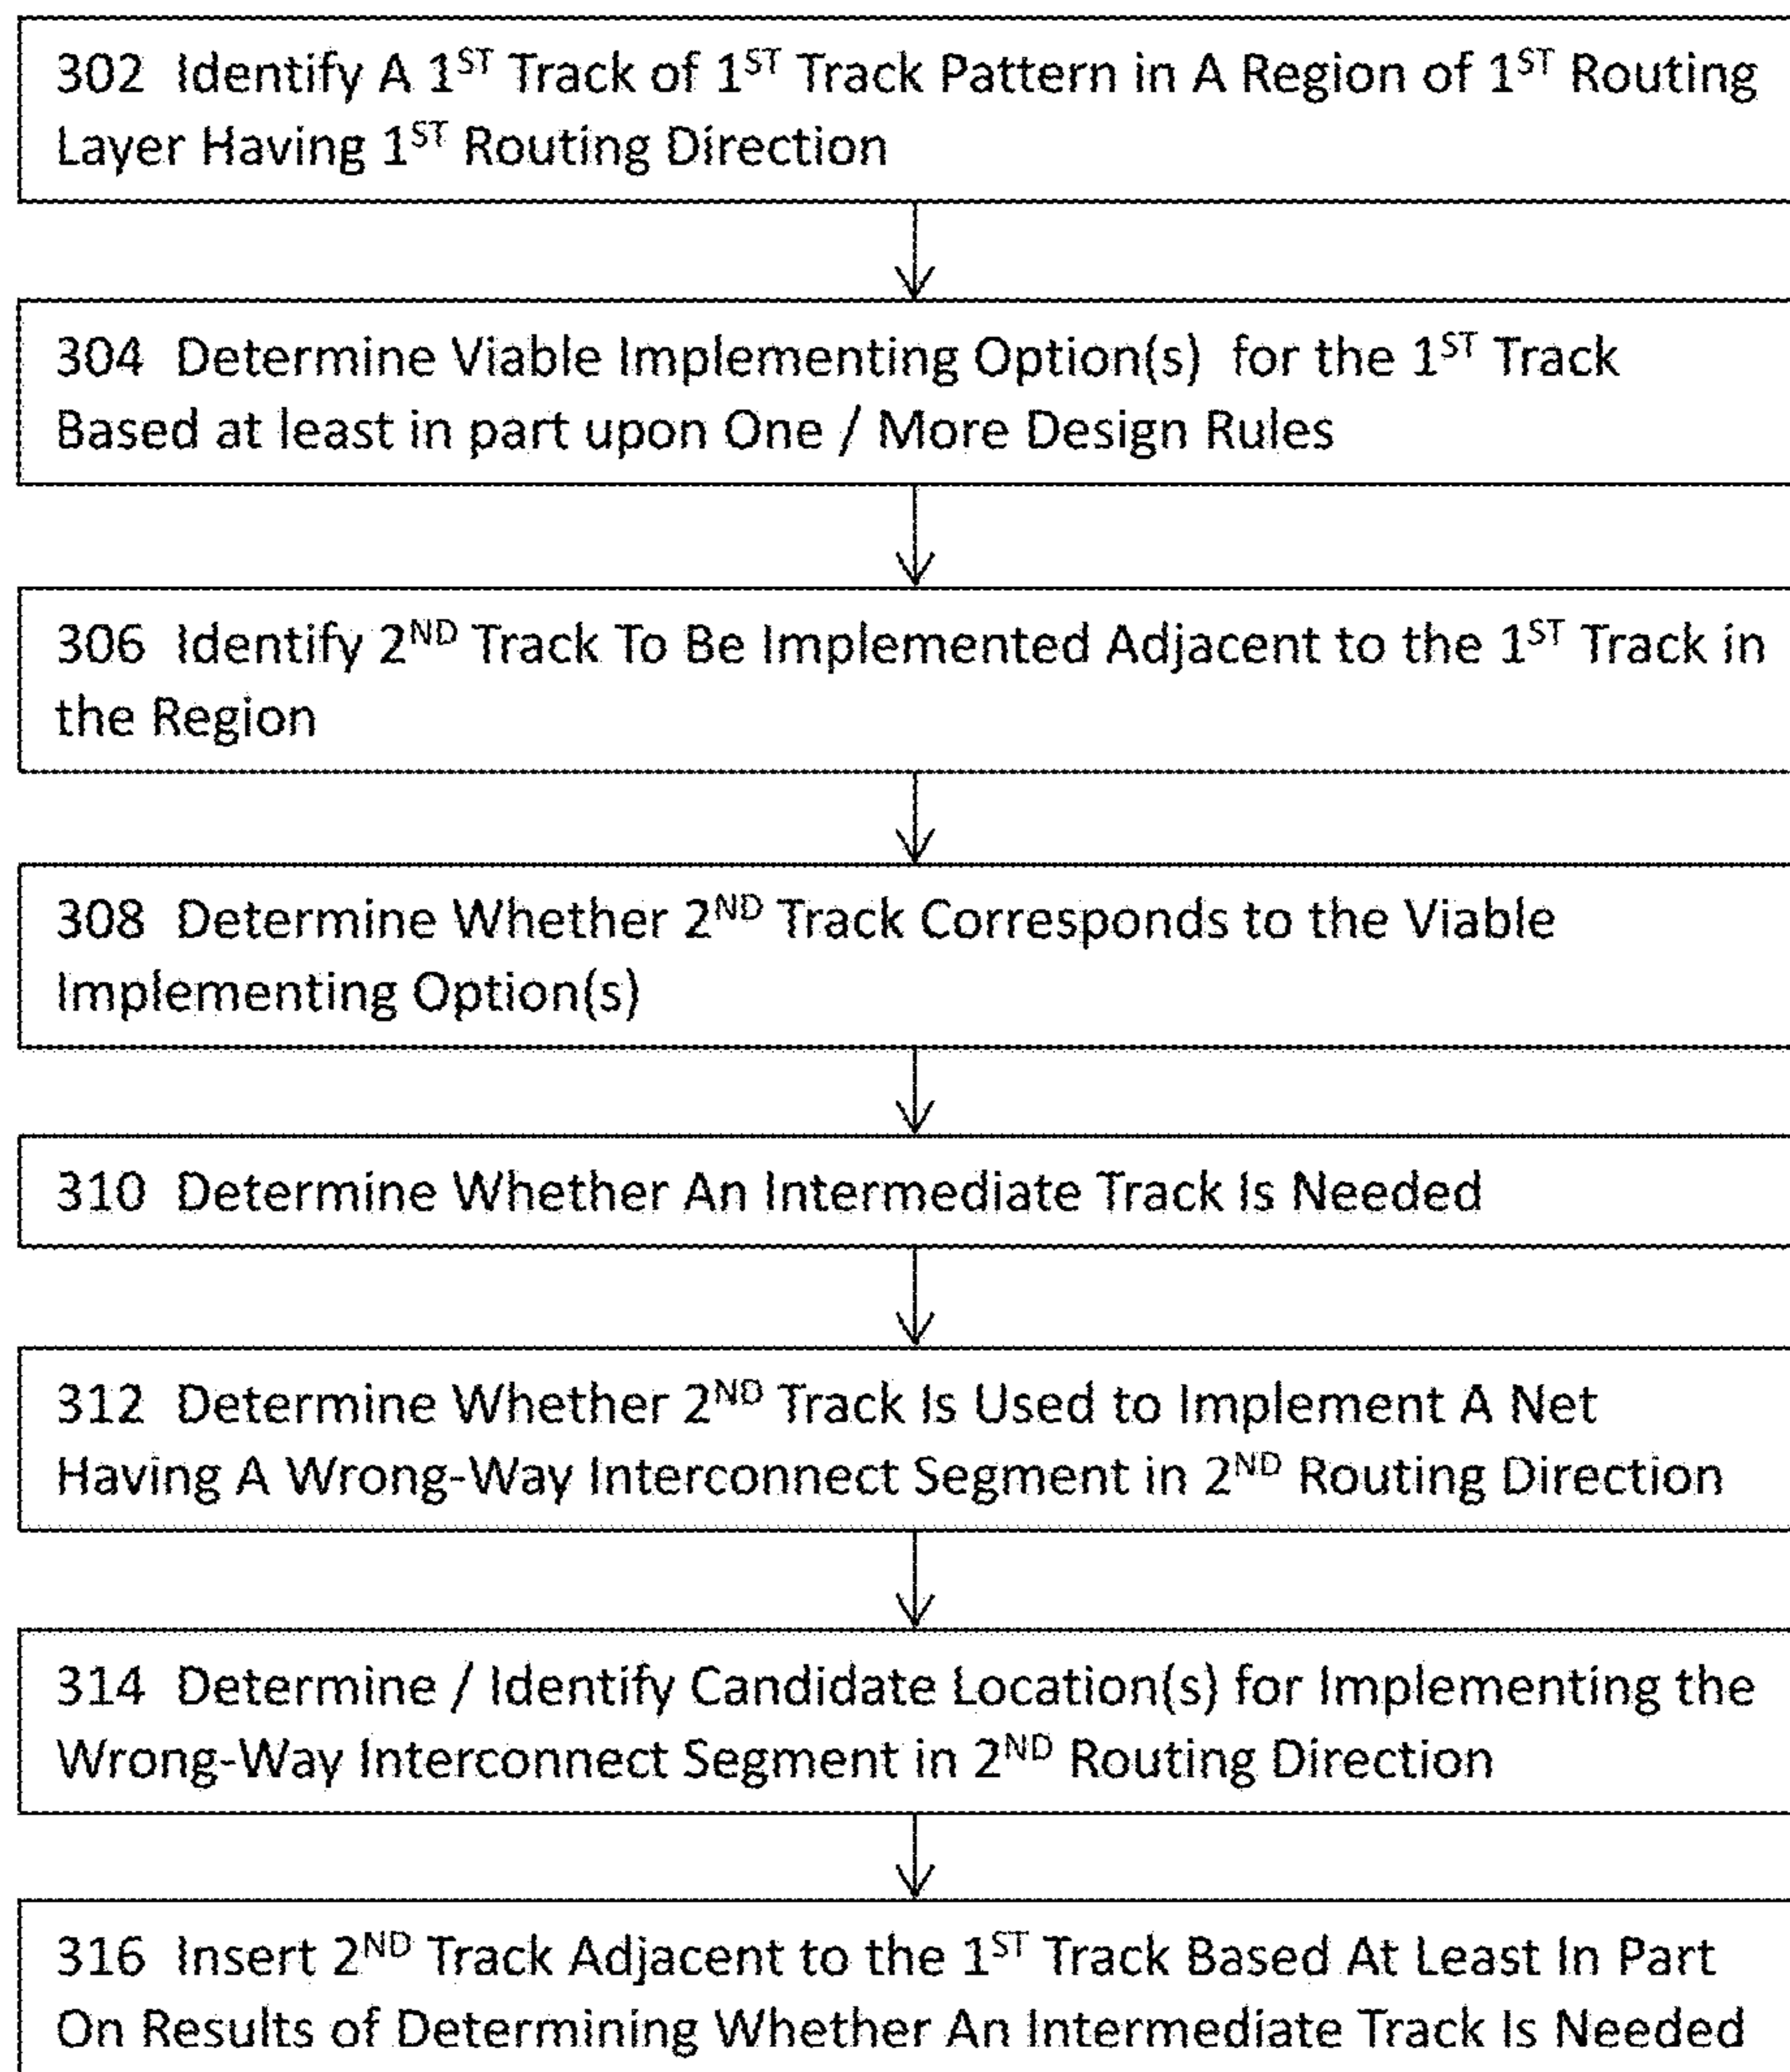 302 Identify A 1ST Track of 1ST Track Pattern in A Region of 1ST Routing
Layer Having 1ST Routing Direction
304 Determine Viable Implementing Option(s) for the 1ST Track
Based at least in part upon One / More Design Rules
306 Identify 2ND Track To Be Implemented Adjacent to the 1ST Track in
the Region
308 Determine Whether 2ND Track Corresponds to the Viable
Implementing Option(s)
310 Determine Whether An Intermediate Track Is Needed
312 Determine Whether 2ND Track Is Used to Implement A Net
Having A Wrong-Way Interconnect Segment in 2ND Routing Direction
314 Determine / Identify Candidate Location(s) for Implementing the
Wrong-Way Interconnect Segment in 2ND Routing Direction
316 Insert 2ND Track Adjacent to the 1ST Track Based At Least In Part
On Results of Determining Whether An Intermediate Track Is Needed